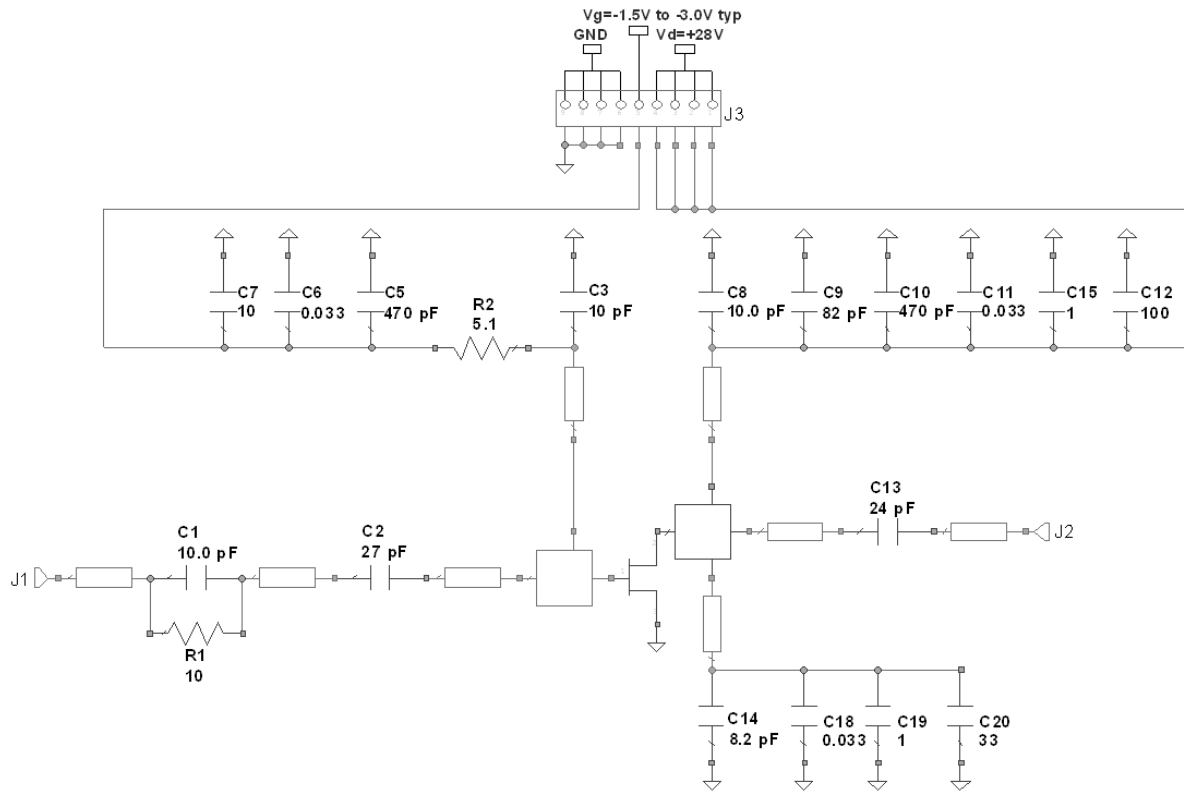 Vg=-1.5V to -3.0V typ
GND
Vd=+28V
J3
C7
10
C6
0.033
C5
470 pF
R2
5.1
C3
10 pF
C8
10.0 pF
C9
82 pF
C10
470 pF
C11
0.033
C15
1
C12
100
C13
24 pF
J2
C1
10.0 pF
C2
27 pF
J1
R1
10
C14
8.2 pF
C18
0.033
C19
1
C20
33